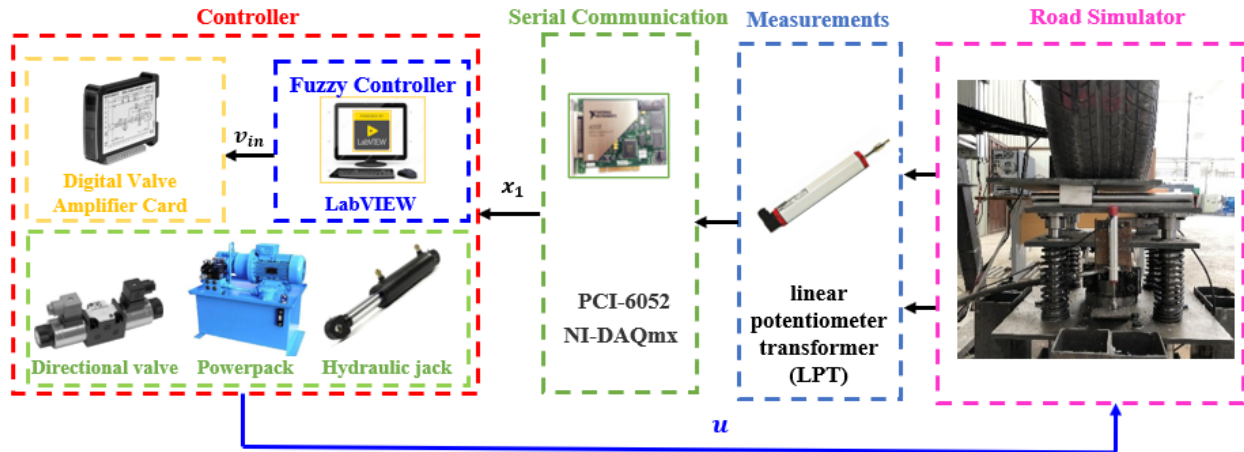 Controller
Serial Communication
Measurements
Road Simulator
Fuzzy Controller
LabVIEW
v_in
Digital Valve
Amplifier Card
LabVIEW
x_1
PCI-6052
NI-DAQmx
linear
potentiometer
transformer
(LPT)
Directional valve
Powerpack
Hydraulic jack
u